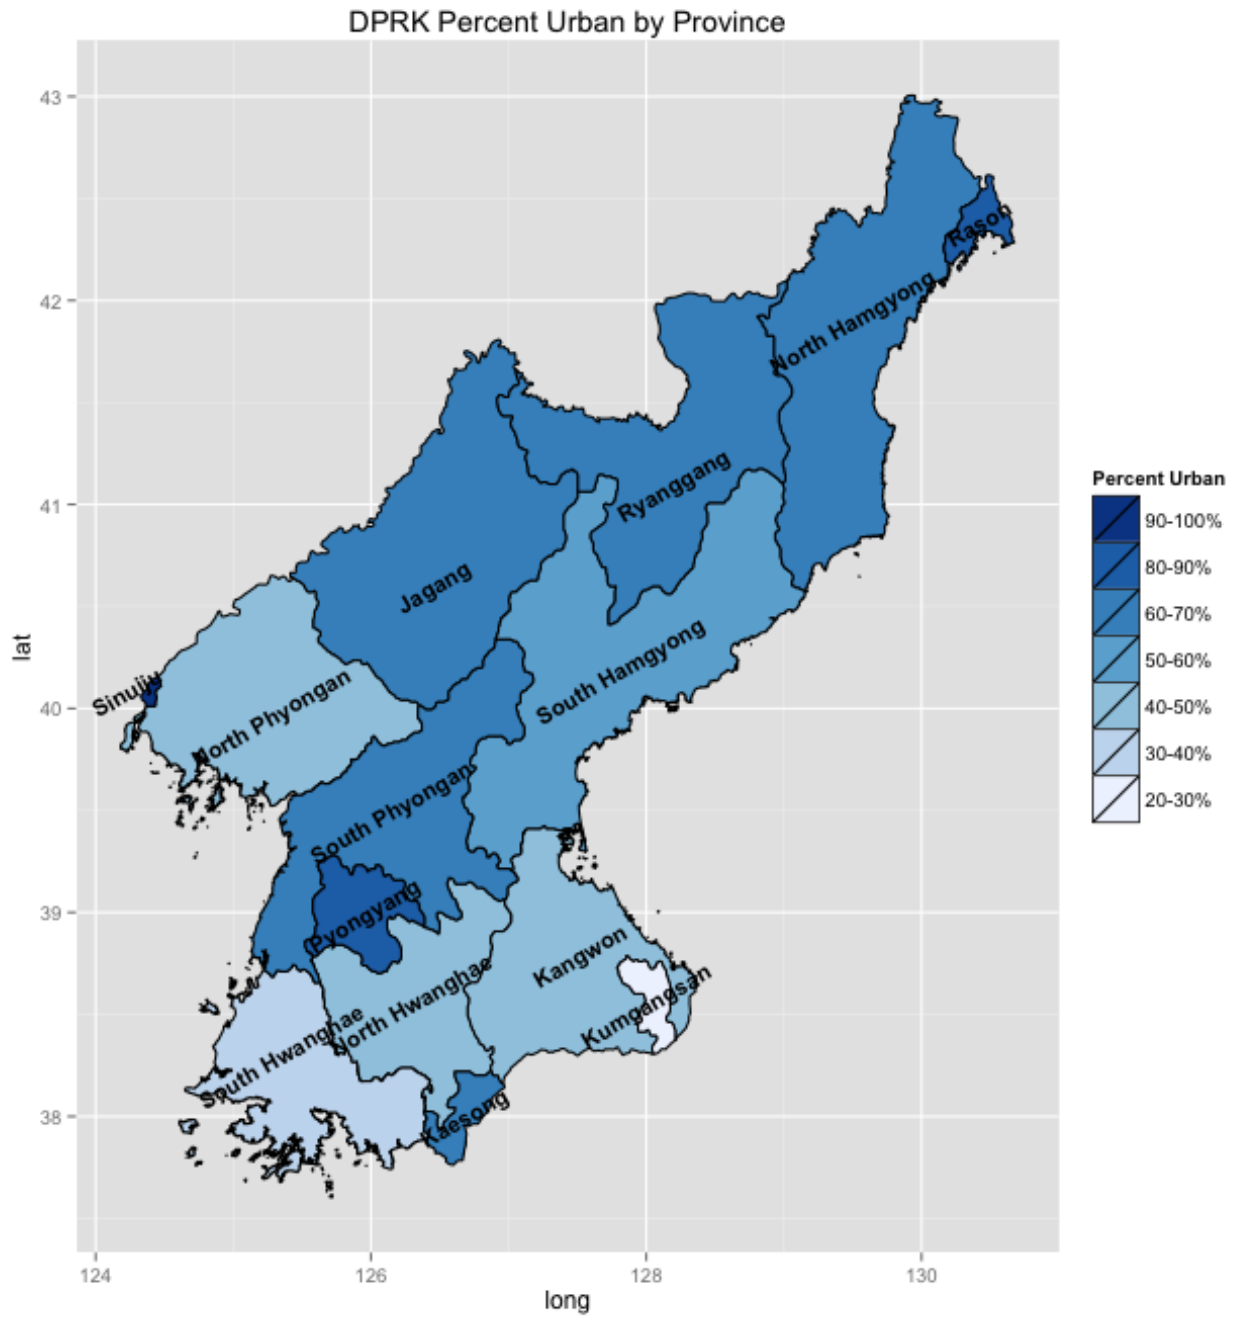 DPRK Percent Urban by Province
43
42
41
40
39
38
lat
124
126
128
130
long
Rason
North Hamgyong
Ryanggang
Jagang
South Hamgyong
Sinujiu
North Phyongan
South Phyongan
Pyongyang
Kangwon
North Hwanghae
Kumgangsan
South Hwanghae
Kaesong
Percent Urban
90-100%
80-90%
60-70%
50-60%
40-50%
30-40%
20-30%